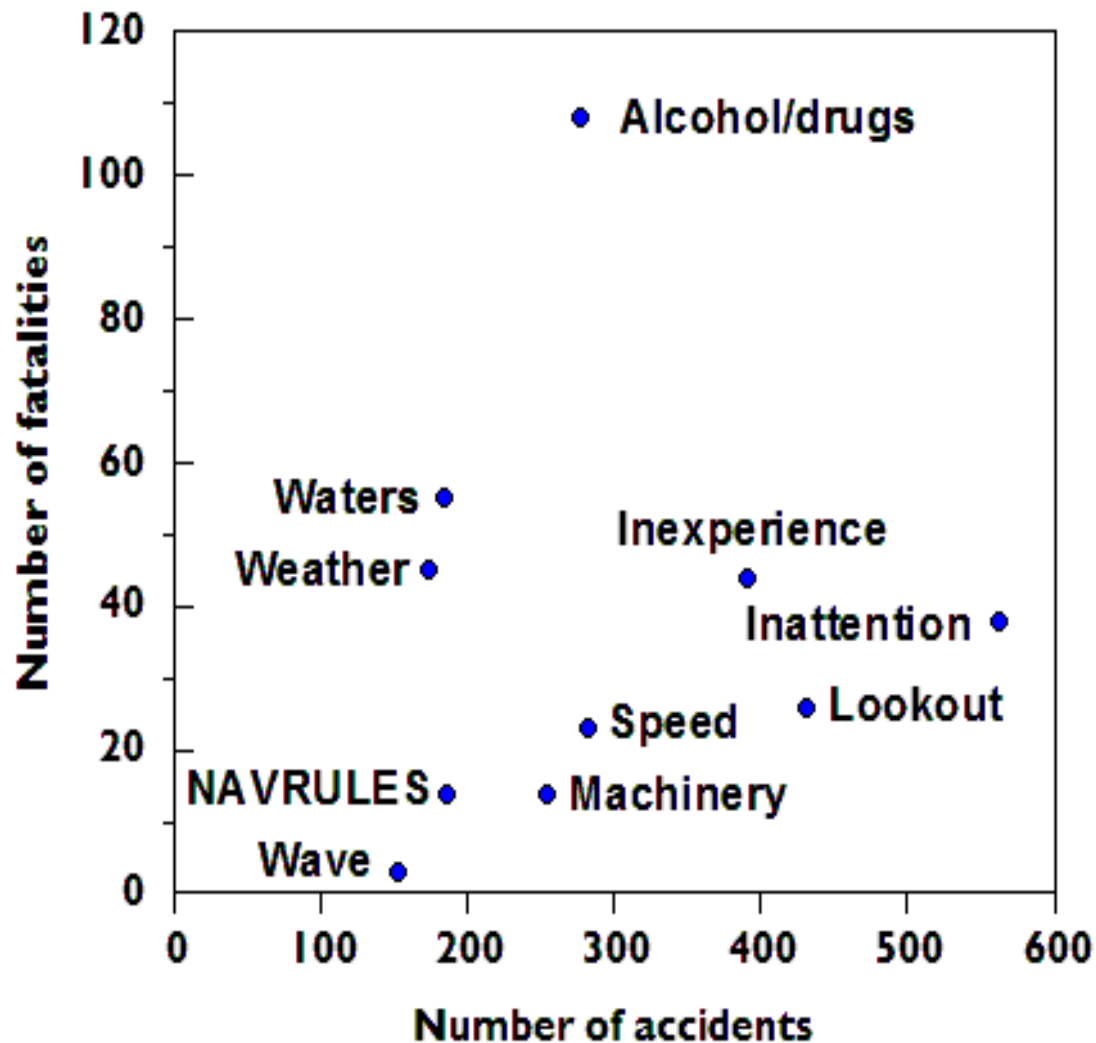 120
Alcohol/drugs
100
80
60
Waters
Inexperience
Weather
40
Inattention
Lookout
Speed
20
NAVRULES
Machinery
Wave
0
0 100 200 300 400 500 600
Number of accidents
Number of fatalities